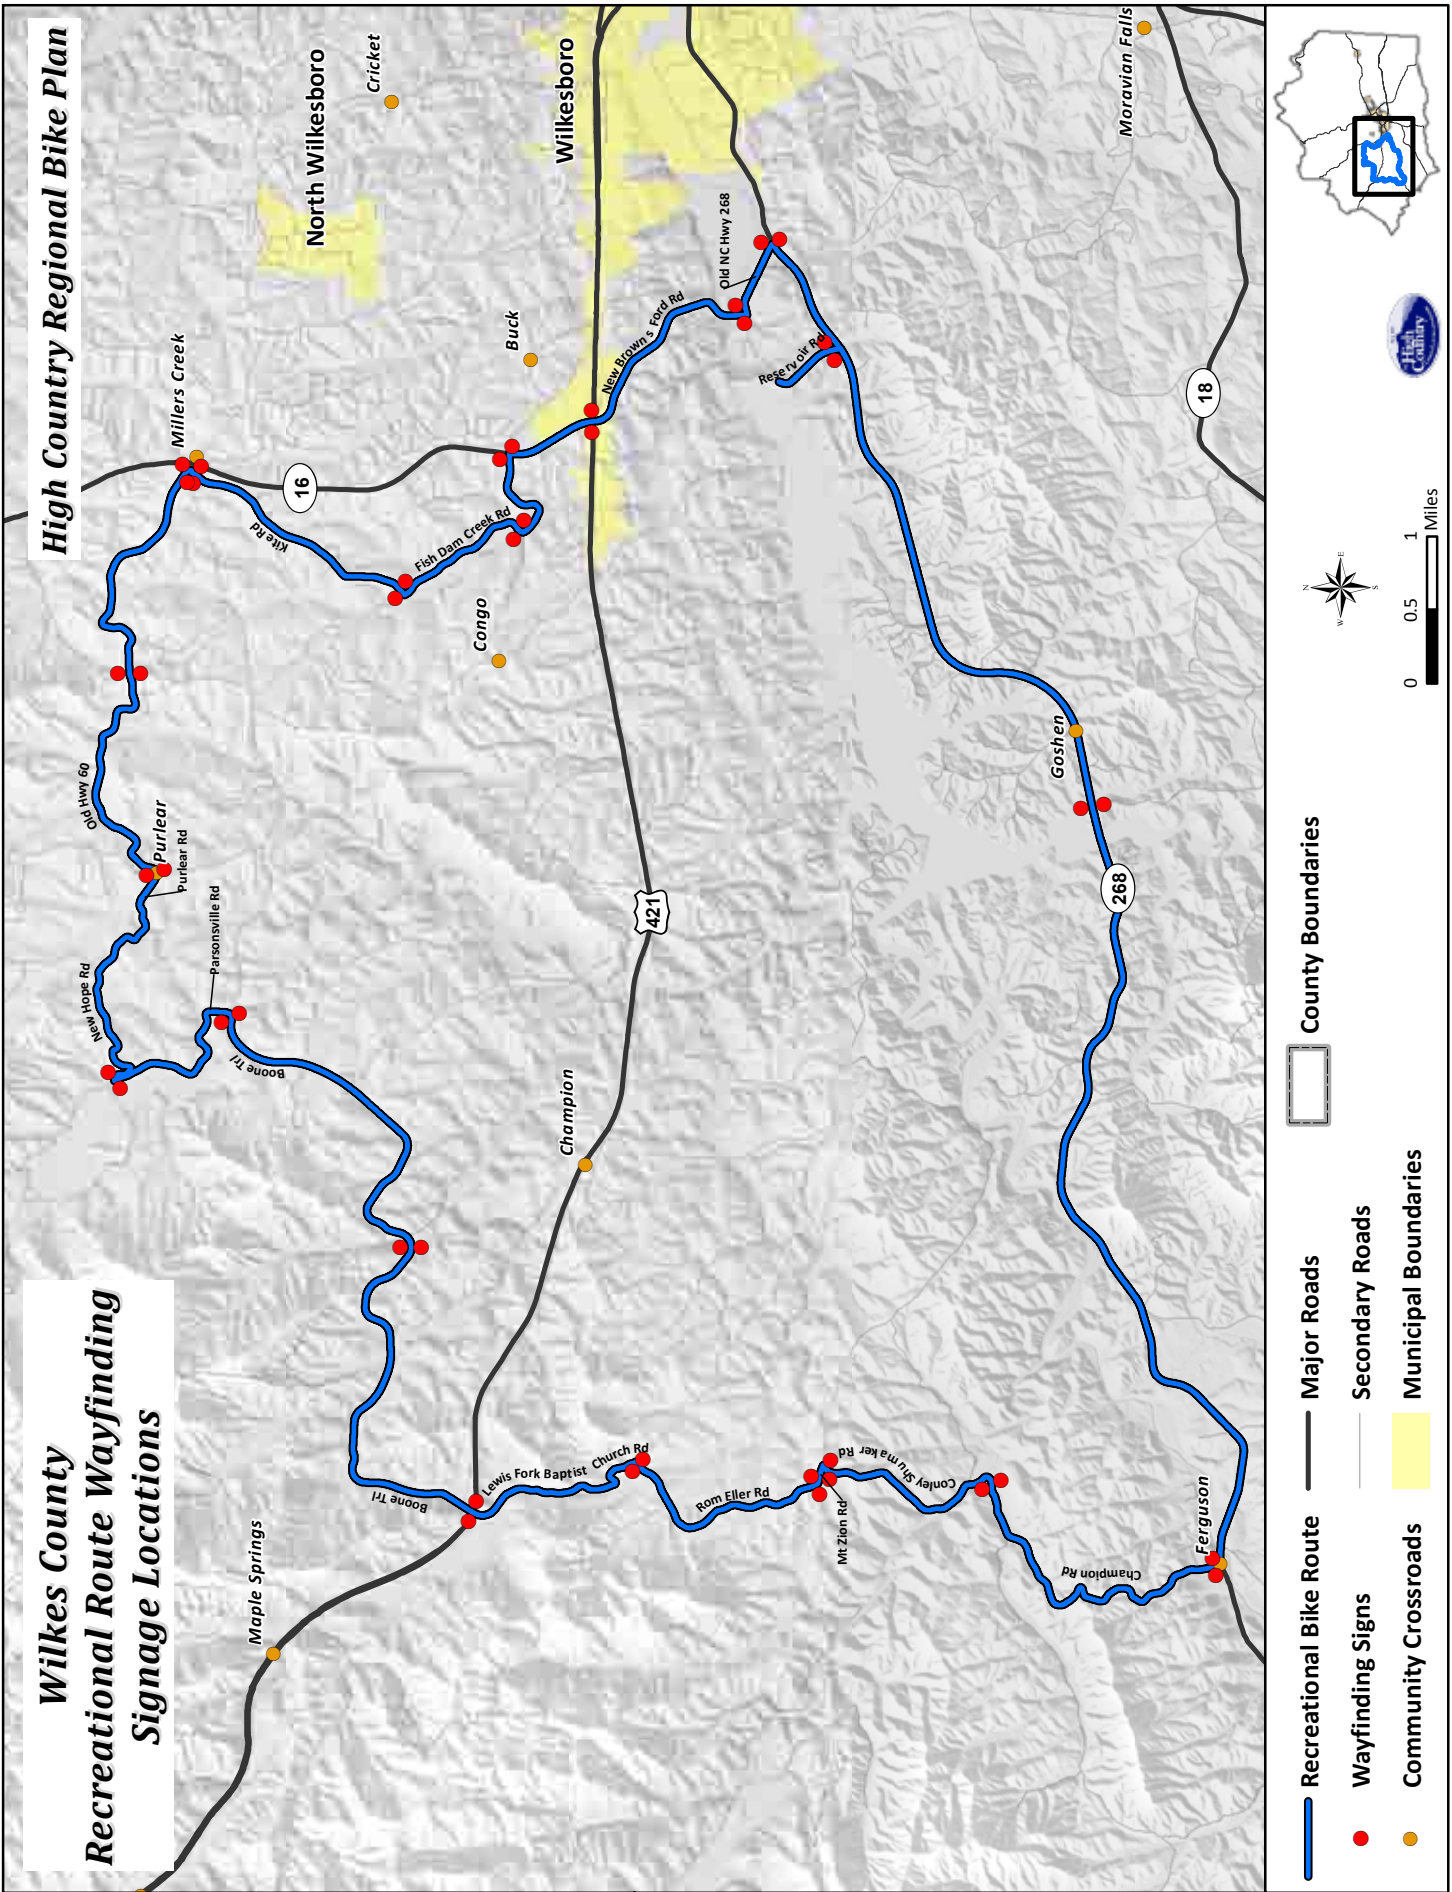 Wilkes County
Recreational Route Wayfinding
Signage Locations
High Country Regional Bike Plan
Maple Springs
Boone Trl
Lewis Fork Baptist Church Rd
Rom Eller Rd
Mt Zion Rd
Conley Shumaker Rd
Champion Rd
Ferguson
Champion
421
Boone Trl
Parsonsville Rd
New Hope Rd
Purlear
Purlear Rd
Old Hwy 60
Millers Creek
16
Kite Rd
Fish Dam Creek Rd
Congo
Buck
North Wilkesboro
Cricket
Wilkesboro
New Brown's Ford Rd
Old NC Hwy 268
Reservoir Rd
Goshen
268
18
Moravian Falls
Recreational Bike Route
Wayfinding Signs
Community Crossroads
Major Roads
Secondary Roads
Municipal Boundaries
County Boundaries
N
W
E
S
0 0.5 1
Miles
High
Country